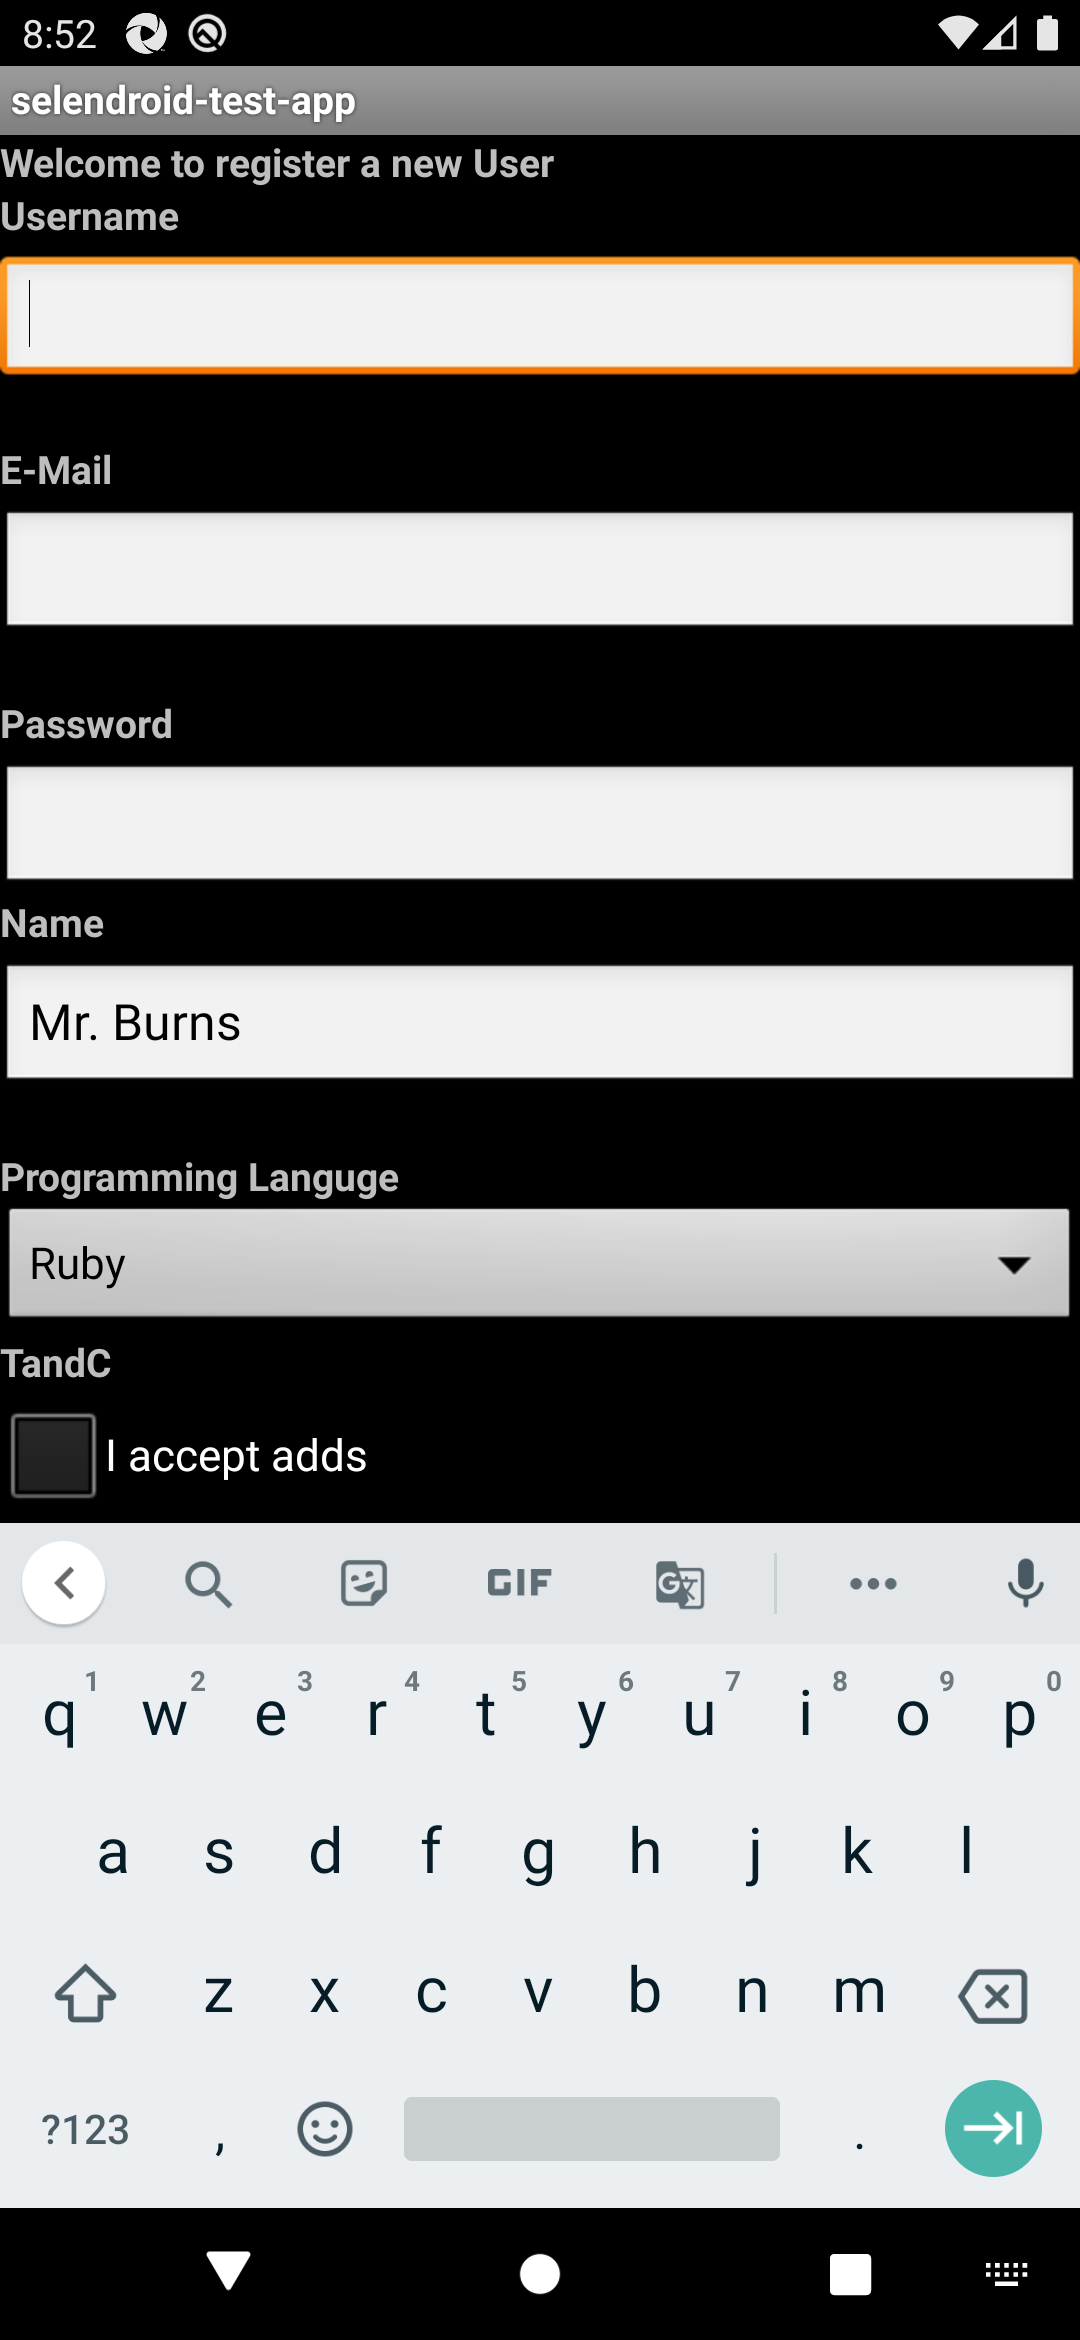 8:52
selendroid-test-app
Welcome to register a new User
Username
E-Mail
Password
Name
Mr. Burns
Programming Languge
Ruby
TandC
I accept adds
GIF
1 2 3 4 5 6 7 8 9 0
q w e r t y u i o p
a s d f g h j k l
z x c v b n m
?123 , .